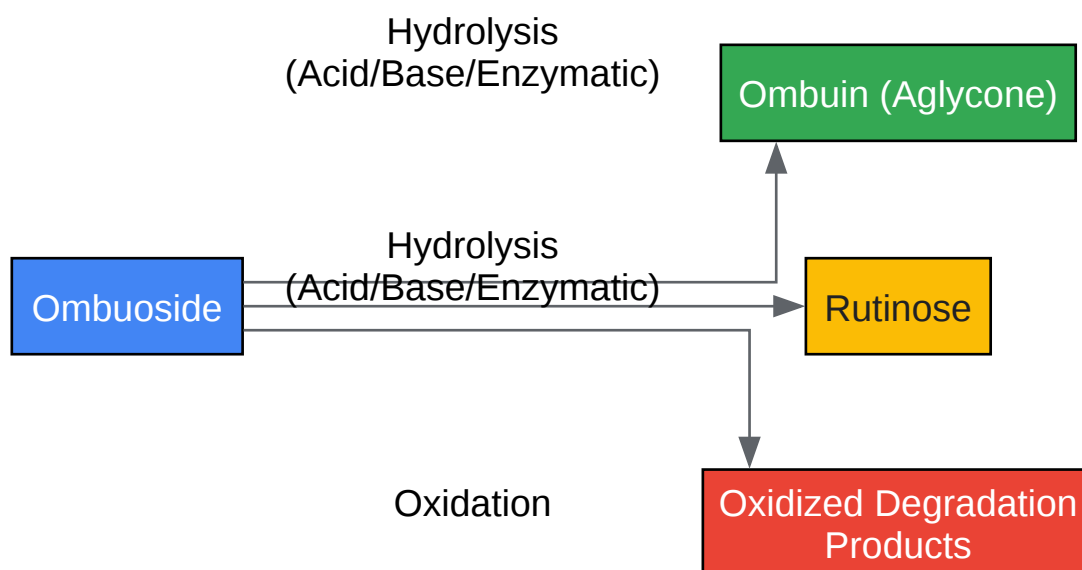 Hydrolysis
(Acid/Base/Enzymatic)
Ombuin (Aglycone)
Hydrolysis
(Acid/Base/Enzymatic)
Ombuoside
Rutinose
Oxidation
Oxidized Degradation
Products